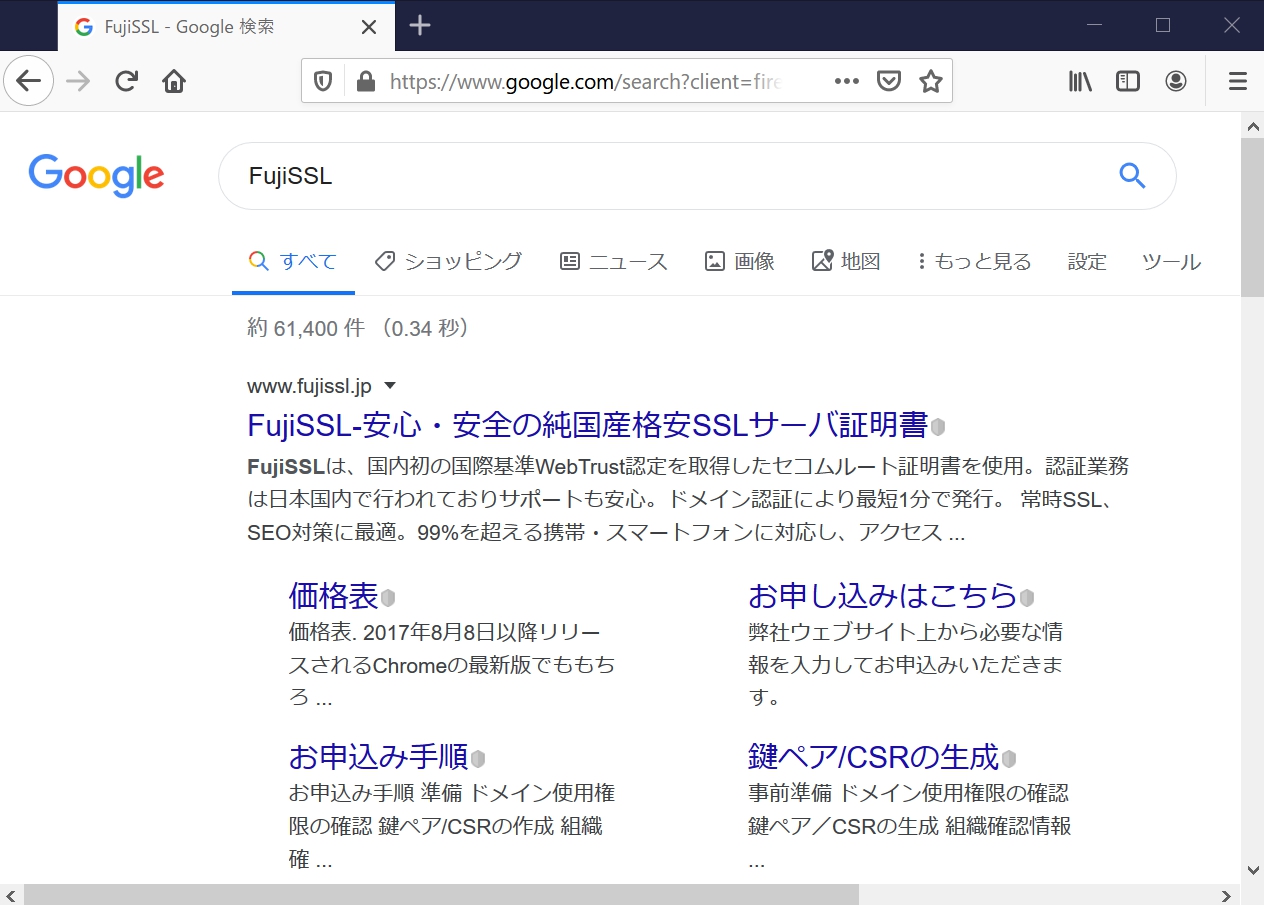 FujiSSL - Google 検索
https://www.google.com/search?client=fire
Google
FujiSSL
すべて ショッピング ニュース 画像 地図 もっと見る 設定 ツール
約 61,400 件 （0.34 秒）
www.fujissl.jp
FujiSSL-安心・安全の純国産格安SSLサーバ証明書
FujiSSLは、国内初の国際基準WebTrust認定を取得したセコムルート証明書を使用。認証業務
は日本国内で行われておりサポートも安心。ドメイン認証により最短1分で発行。 常時SSL、
SEO対策に最適。99%を超える携帯・スマートフォンに対応し、アクセス ...
価格表
価格表. 2017年8月8日以降リリー
スされるChromeの最新版でももち
ろ ...
お申し込みはこちら
弊社ウェブサイト上から必要な情
報を入力してお申込みいただきま
す。
お申込み手順
お申込み手順 準備 ドメイン使用権
限の確認 鍵ペア/CSRの作成 組織
確 ...
鍵ペア/CSRの生成
事前準備 ドメイン使用権限の確認
鍵ペア／CSRの生成 組織確認情報
...